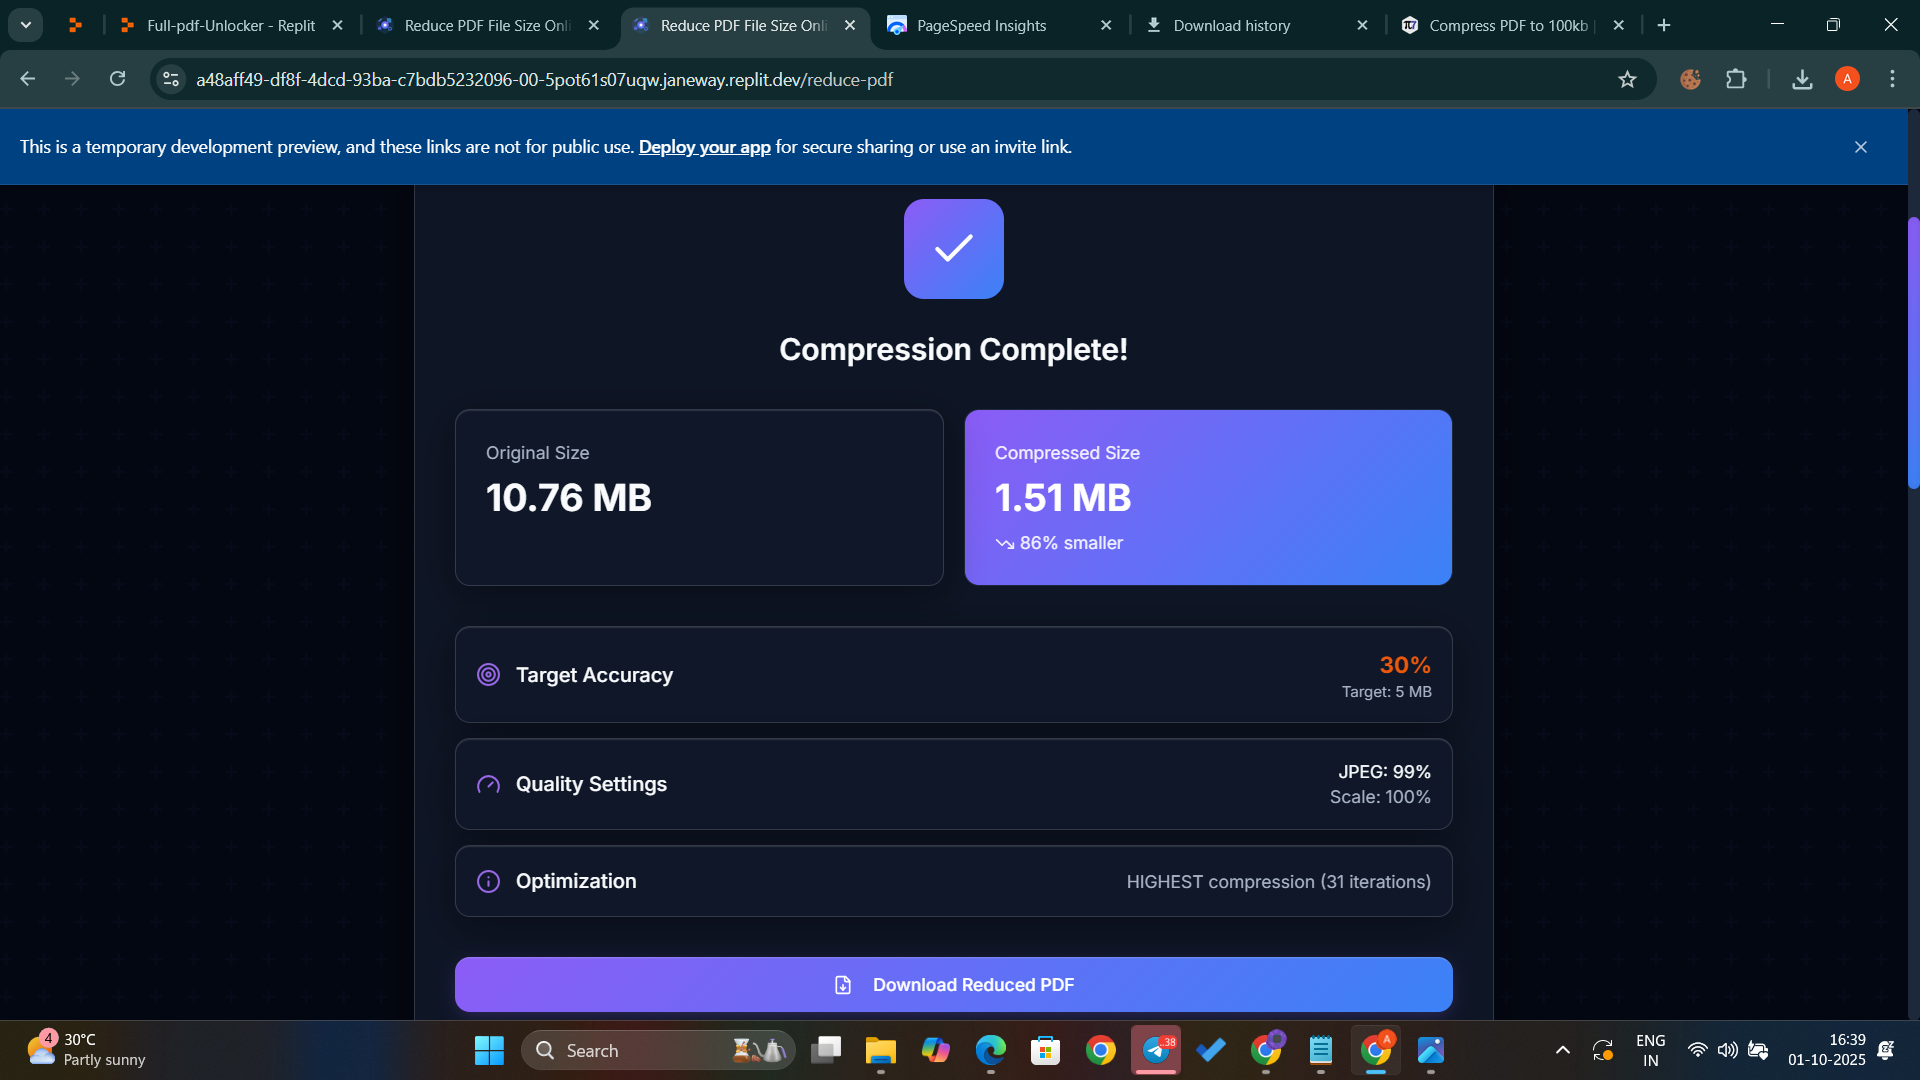 Full-pdf-Unlocker - Replit
Reduce PDF File Size Onli
Reduce PDF File Size Onli
PageSpeed Insights
Download history
Compress PDF to 100kb |
a48aff49-df8f-4dcd-93ba-c7bdb5232096-00-5pot61s07uqw.janeway.replit.dev/reduce-pdf
A
This is a temporary development preview, and these links are not for public use. Deploy your app for secure sharing or use an invite link.
Compression Complete!
Original Size
10.76 MB
Compressed Size
1.51 MB
86% smaller
Target Accuracy
30%
Target: 5 MB
Quality Settings
JPEG: 99%
Scale: 100%
Optimization
HIGHEST compression (31 iterations)
Download Reduced PDF
4
30°C
Partly sunny
Search
.38
A
ENG
IN
16:39
01-10-2025